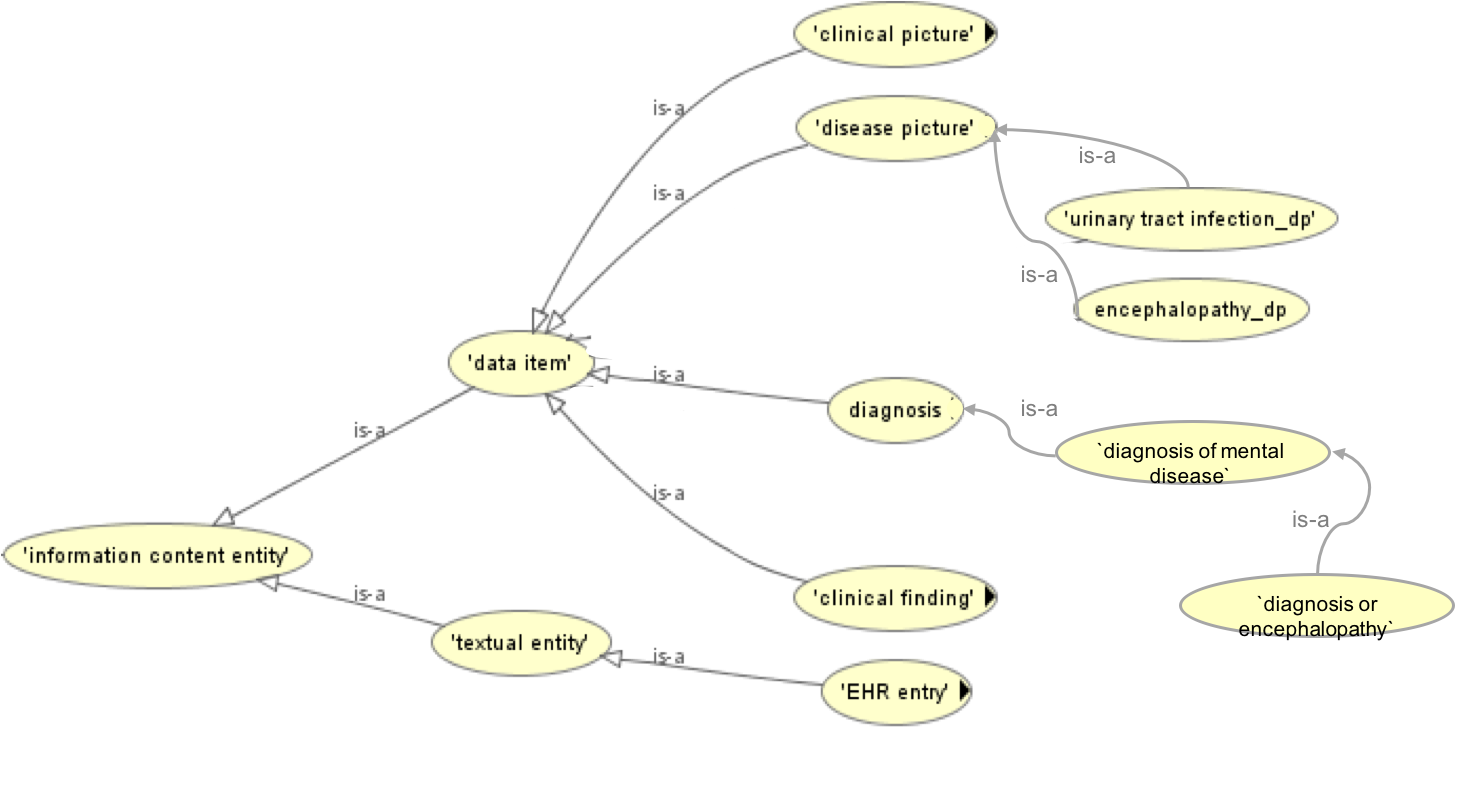 'clinical picture'
is-a
'disease picture'
is-a
is-a
'urinary tract infection_dp'
is-a
encephalopathy_dp
'data item'
is-a
diagnosis
is-a
is-a
`diagnosis of mental
disease`
is-a
is-a
'information content entity'
is-a
'clinical finding'
`diagnosis or
encephalopathy`
'textual entity'
is-a
'EHR entry'